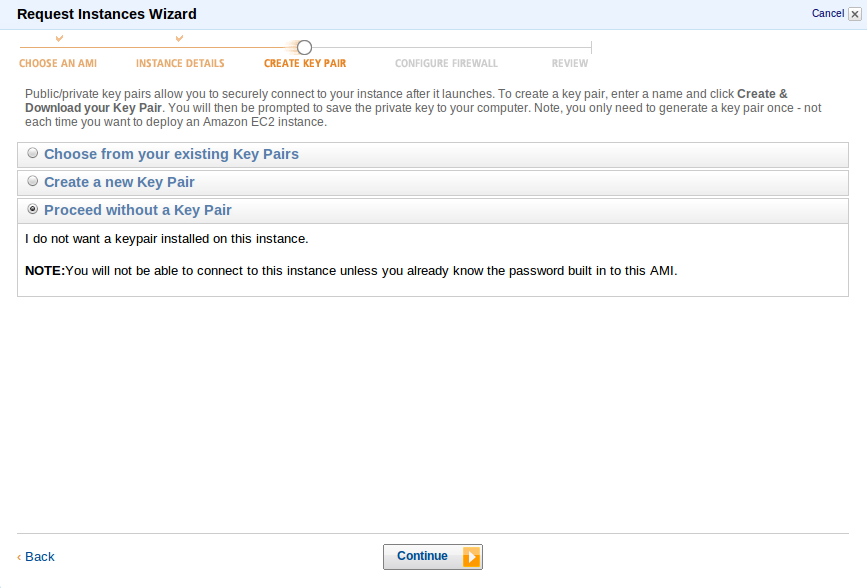 Request Instances Wizard
Cancel
CHOOSE AN AMI
INSTANCE DETAILS
CREATE KEY PAIR
CONFIGURE FIREWALL
REVIEW
Public/private key pairs allow you to securely connect to your instance after it launches. To create a key pair, enter a name and click Create &
Download your Key Pair. You will then be prompted to save the private key to your computer. Note, you only need to generate a key pair once - not
each time you want to deploy an Amazon EC2 instance.
Choose from your existing Key Pairs
Create a new Key Pair
Proceed without a Key Pair
I do not want a keypair installed on this instance.
NOTE:You will not be able to connect to this instance unless you already know the password built in to this AMI.
‹ Back
Continue